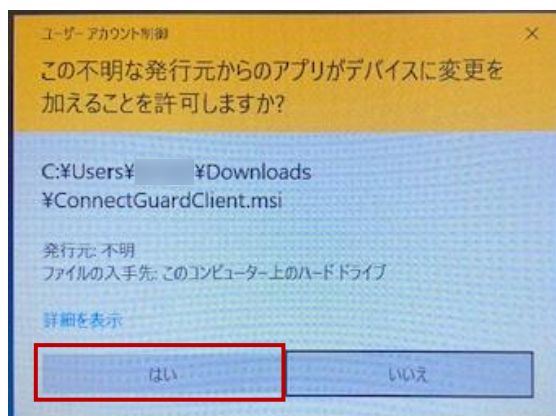 ユーザー アカウント制御
この不明な発行元からのアプリがデバイスに変更を
加えることを許可しますか?
C:¥Users¥ ¥Downloads
¥ConnectGuardClient.msi
発行元: 不明
ファイルの入手先: このコンピューター上のハード ドライブ
詳細を表示
はい
いいえ